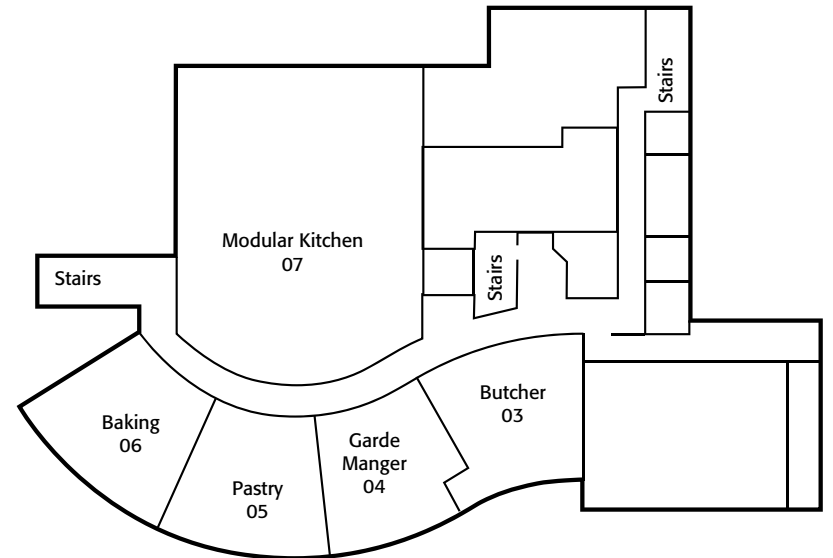 Stairs
Modular Kitchen
07
Stairs
Stairs
Butcher
03
Baking
06
Garde
Manger
04
Pastry
05